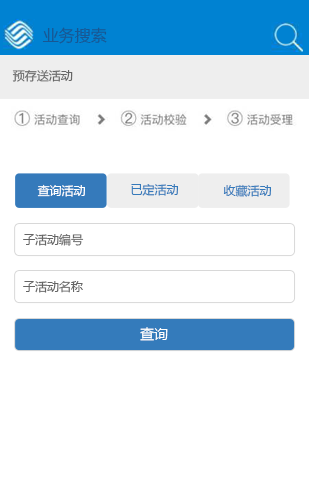 业务搜索
预存送活动
① 活动查询 > ② 活动校验 > ③ 活动受理
查询活动 已定活动 收藏活动
子活动编号
子活动名称
查询